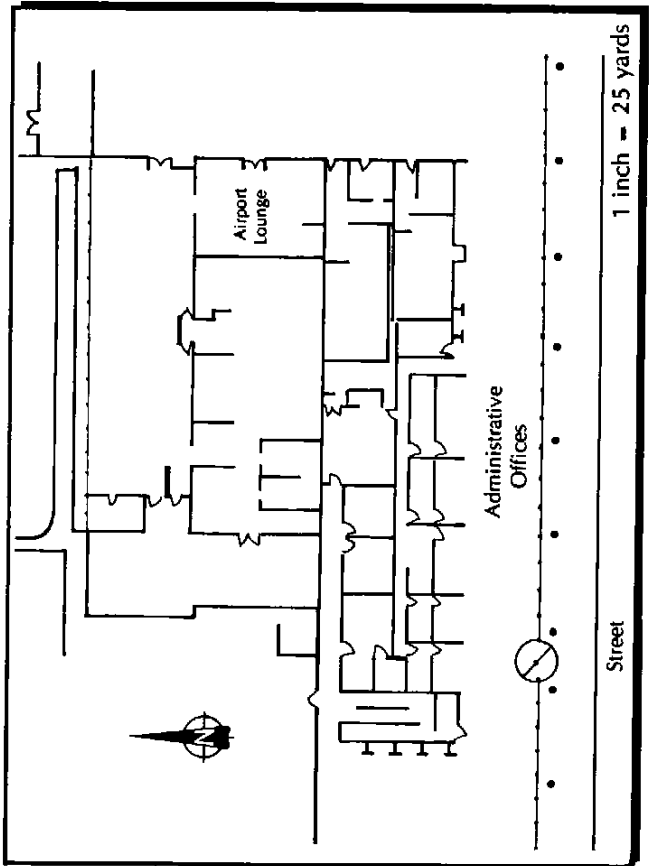 Airport
Lounge
Administrative
Offices
N
Street
1 inch = 25 yards